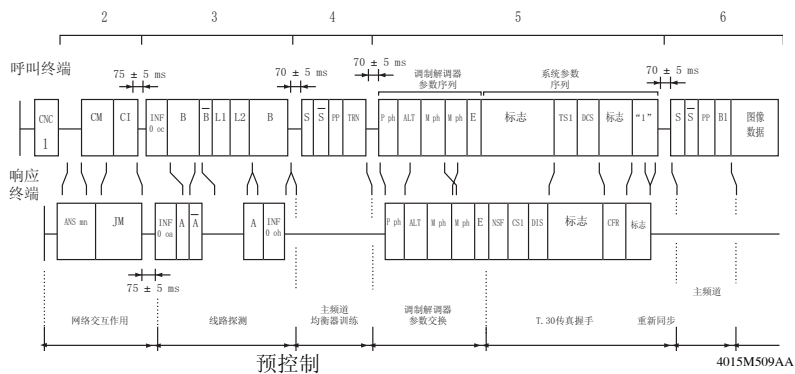 2 3 4 5 6
75 ± 5 ms 70 ± 5 ms 70 ± 5 ms 调制解调器 系统参数 70 ± 5 ms
参数序列 序列
呼叫终端
CNC CM CI INF B B̅ L1 L2 B S S̅ PP TRN P ph ALT M ph M ph E 标志 TS1 DCS 标志 “1” S S̅ PP B1 图像
1 0 oc 数据
响应
终端
ANS mn JM INF A A̅ A INF P ph ALT M ph M ph E NSF CS1 DIS 标志 CFR 标志
0 oa 0 oh
75 ± 5 ms
主频道
网络交互作用 线路探测 主频道 调制解调器 T.30传真握手 重新同步
均衡器训练 参数交换
预控制
4015M509AA